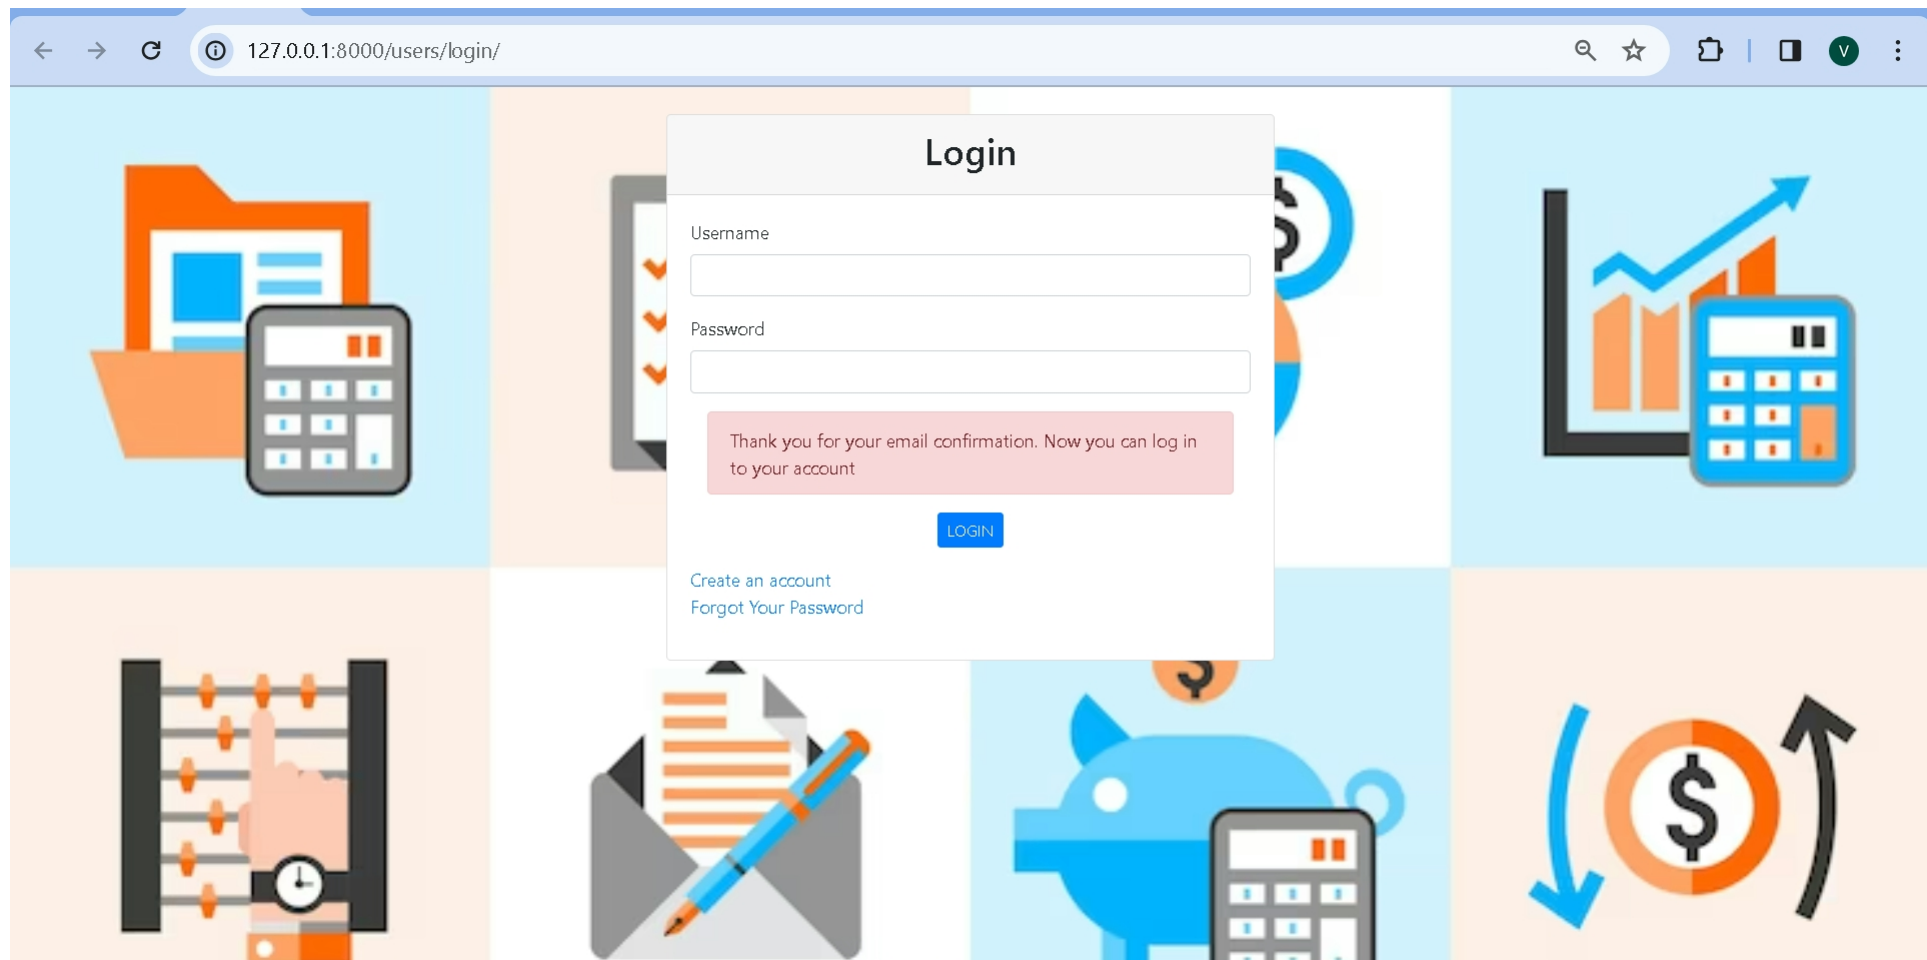 127.0.0.1:8000/users/login/
V
Login
Username
Password
Thank you for your email confirmation. Now you can log in
to your account
LOGIN
Create an account
Forgot Your Password
$
$
$